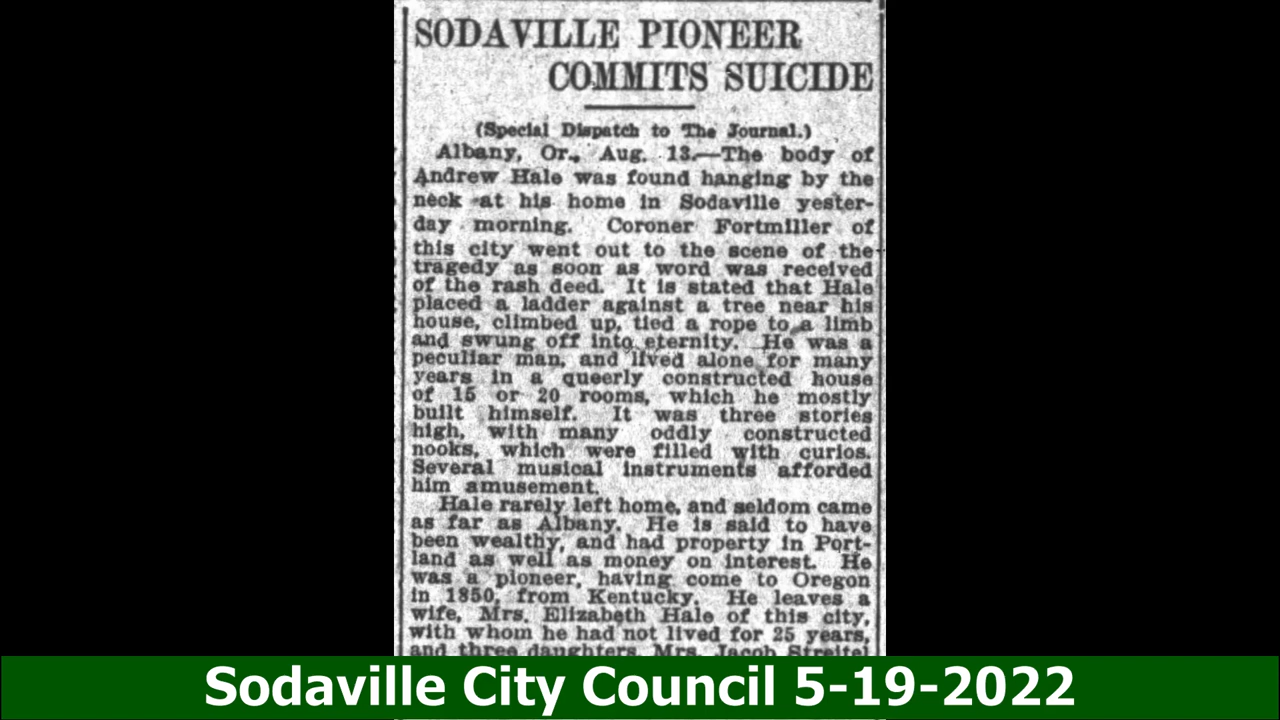 SODAVILLE PIONEER
COMMITS SUICIDE
(Special Dispatch to The Journal.)
Albany, Or., Aug. 13.—The body of
Andrew Hale was found hanging by the
neck at his home in Sodaville yester-
day morning. Coroner Fortmiller of
this city went out to the scene of the
tragedy as soon as word was received
of the rash deed. It is stated that Hale
placed a ladder against a tree near his
house, climbed up, tied a rope to a limb
and swung off into eternity. He was a
peculiar man, and lived alone for many
years in a queerly constructed house
of 15 or 20 rooms, which he mostly
built himself. It was three stories
high, with many oddly constructed
nooks, which were filled with curios.
Several musical instruments afforded
him amusement.
Hale rarely left home, and seldom came
as far as Albany. He is said to have
been wealthy, and had property in Port-
land as well as money on interest. He
was a pioneer, having come to Oregon
in 1850, from Kentucky. He leaves a
wife, Mrs. Elizabeth Hale of this city,
with whom he had not lived for 25 years,
and three daughters, Mrs. Jacob Streitel
Sodaville City Council 5-19-2022